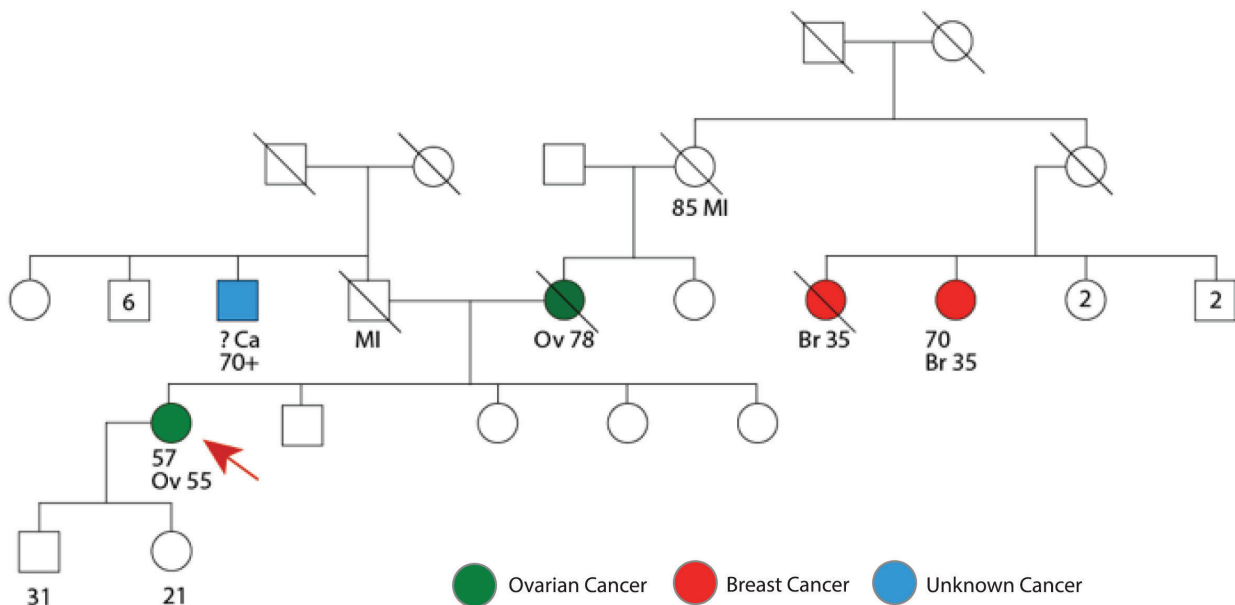 85 MI
6
2
2
? Ca
70+
MI
Ov 78
Br 35
70
Br 35
57
Ov 55
31
21
Ovarian Cancer
Breast Cancer
Unknown Cancer